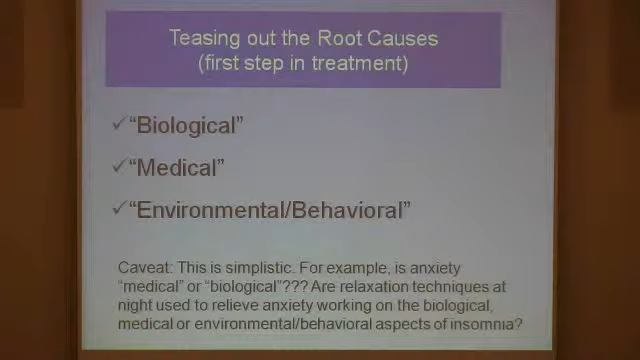 Teasing out the Root Causes
(first step in treatment)
✓“Biological”
✓“Medical”
✓“Environmental/Behavioral”
Caveat: This is simplistic. For example, is anxiety
“medical” or “biological”??? Are relaxation techniques at
night used to relieve anxiety working on the biological,
medical or environmental/behavioral aspects of insomnia?